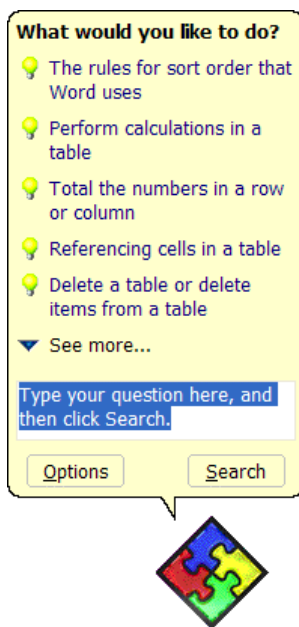 What would you like to do?
The rules for sort order that
Word uses
Perform calculations in a
table
Total the numbers in a row
or column
Referencing cells in a table
Delete a table or delete
items from a table
See more...
Type your question here, and
then click Search.
Options Search